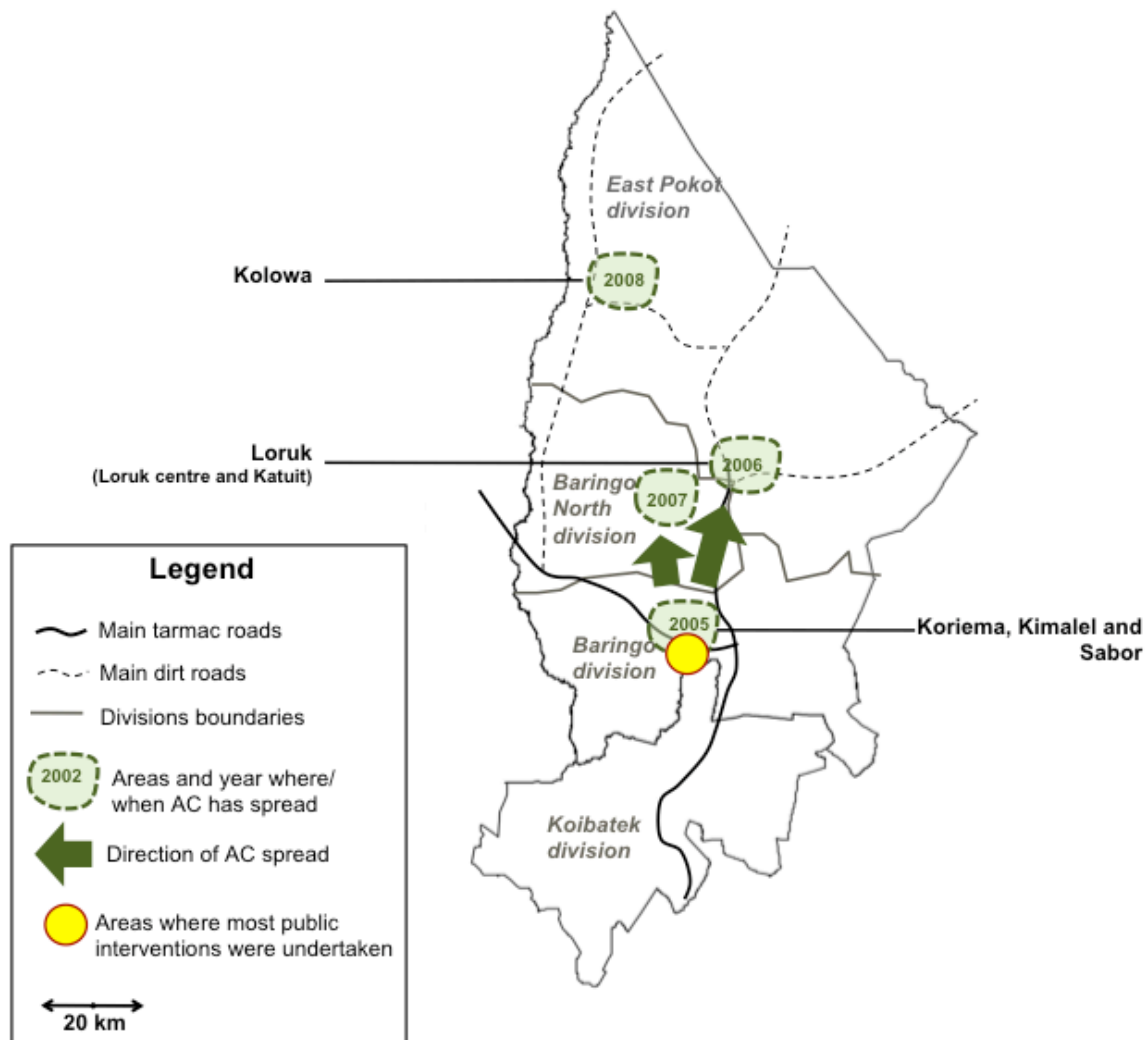 East Pokot
division
Kolowa
2008
Loruk
(Loruk centre and Katuit)
2006
Baringo
North
division
2007
2005
Koriema, Kimalel and
Sabor
Baringo
division
Koibatek
division
Legend
Main tarmac roads
Main dirt roads
Divisions boundaries
2002
Areas and year where/
when AC has spread
Direction of AC spread
Areas where most public
interventions were undertaken
20 km